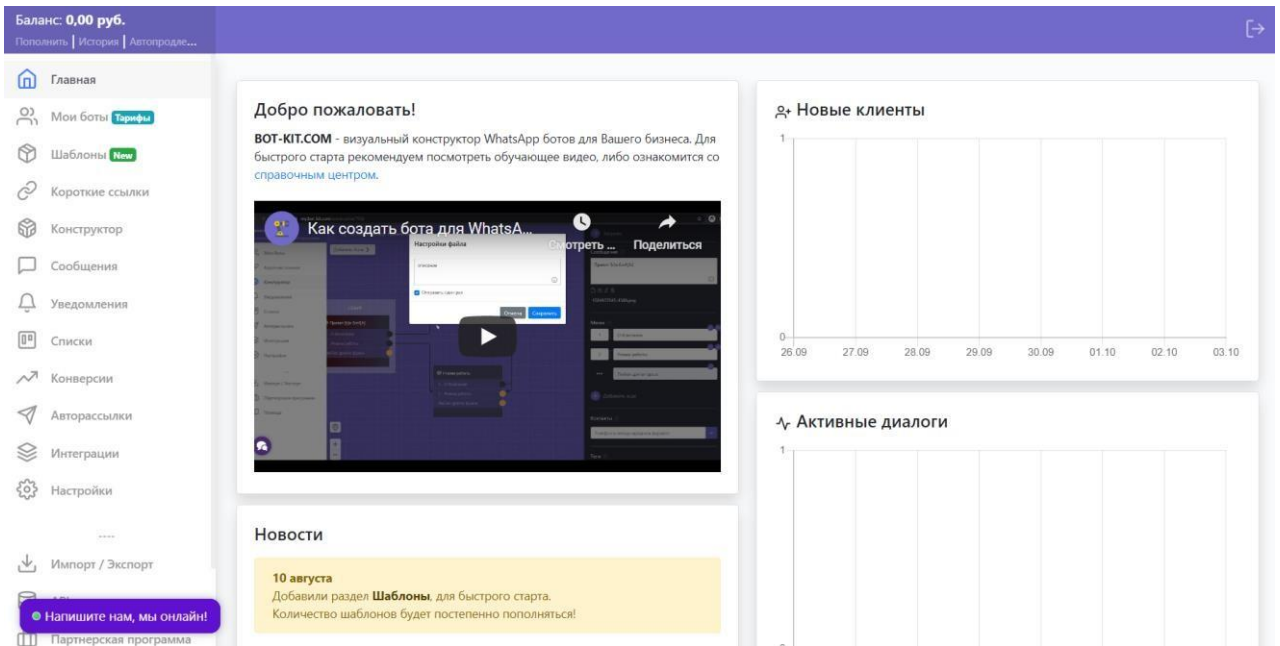 Баланс: 0,00 руб.
Пополнить | История | Автопродле...
Главная
Мои боты Тарифы
Шаблоны New
Короткие ссылки
Конструктор
Сообщения
Уведомления
Списки
Конверсии
Авторассылки
Интеграции
Настройки
....
Импорт / Экспорт
Напишите нам, мы онлайн!
Партнерская программа
Добро пожаловать!
BOT-KIT.COM - визуальный конструктор WhatsApp ботов для Вашего бизнеса. Для
быстрого старта рекомендуем посмотреть обучающее видео, либо ознакомится со
справочным центром.
Как создать бота для WhatsA...
Смотреть ...
Поделиться
Настройки файла
Новости
10 августа
Добавили раздел Шаблоны, для быстрого старта.
Количество шаблонов будет постепенно пополняться!
Новые клиенты
1
0
26.09 27.09 28.09 29.09 30.09 01.10 02.10 03.10
Активные диалоги
1